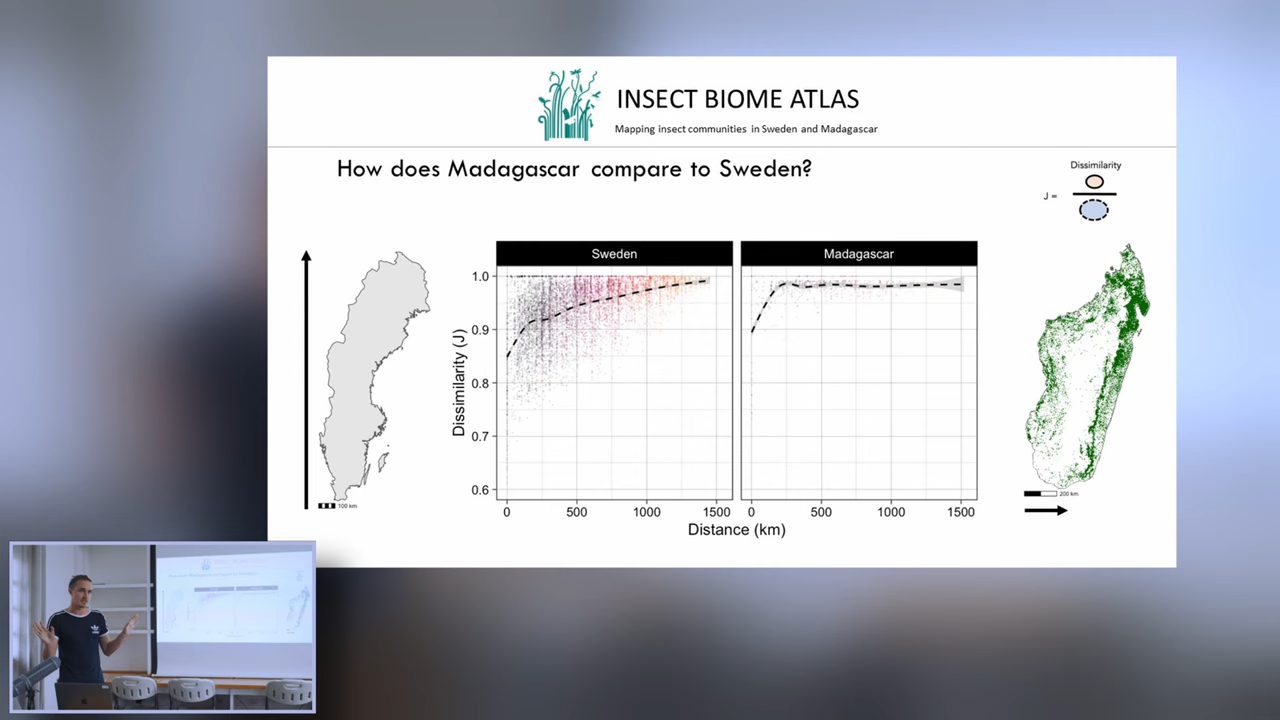 INSECT BIOME ATLAS
Mapping insect communities in Sweden and Madagascar
How does Madagascar compare to Sweden?
Dissimilarity
J =
Sweden
Madagascar
Dissimilarity (J)
1.0
0.9
0.8
0.7
0.6
0
500
1000
1500
0
500
1000
1500
Distance (km)
100 km
200 km